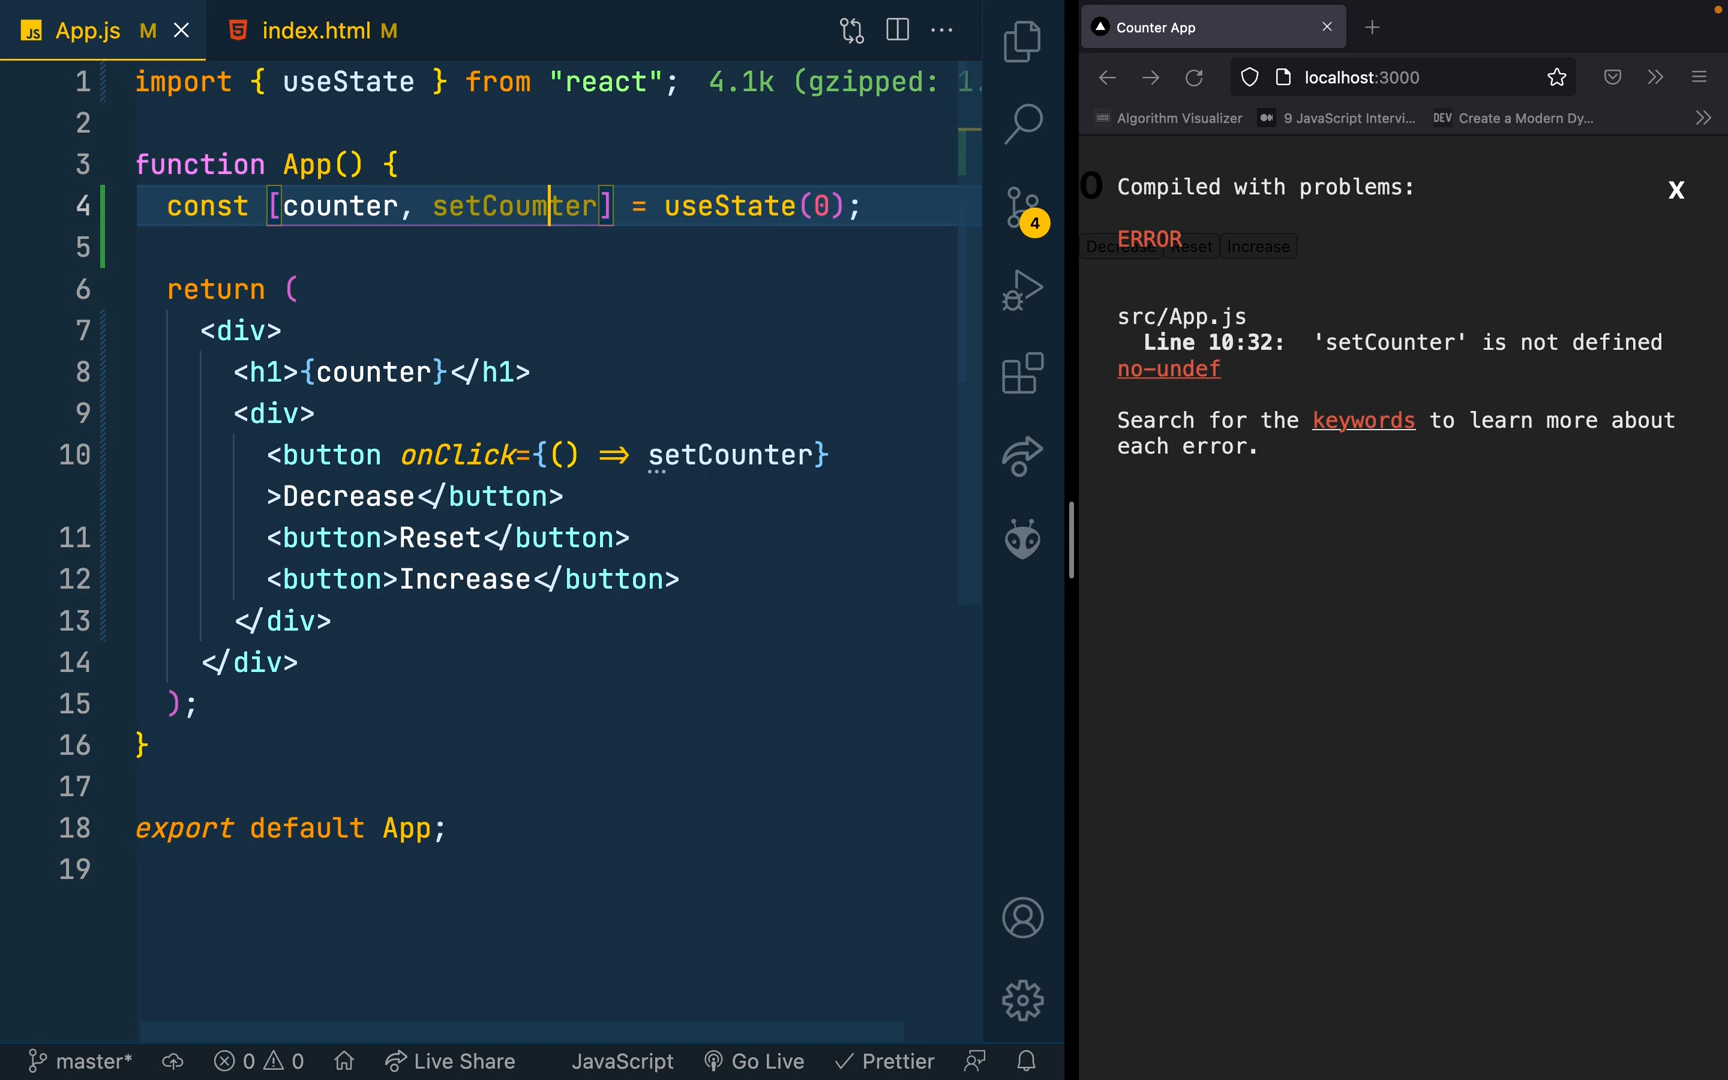 App.js M
index.html M
1 import { useState } from "react"; 4.1k (gzipped: 1.
2
3 function App() {
4 const [counter, setCoumter] = useState(0);
5
6 return (
7 <div>
8 <h1>{counter}</h1>
9 <div>
10 <button onClick={() => setCounter}
>Decrease</button>
11 <button>Reset</button>
12 <button>Increase</button>
13 </div>
14 </div>
15 );
16 }
17
18 export default App;
19
4
master* 0 0 Live Share JavaScript Go Live Prettier
Counter App
localhost:3000
Algorithm Visualizer 9 JavaScript Intervi... DEV Create a Modern Dy...
0 Compiled with problems: X
ERROR
Decrease Reset Increase
src/App.js
Line 10:32: 'setCounter' is not defined
no-undef
Search for the keywords to learn more about
each error.